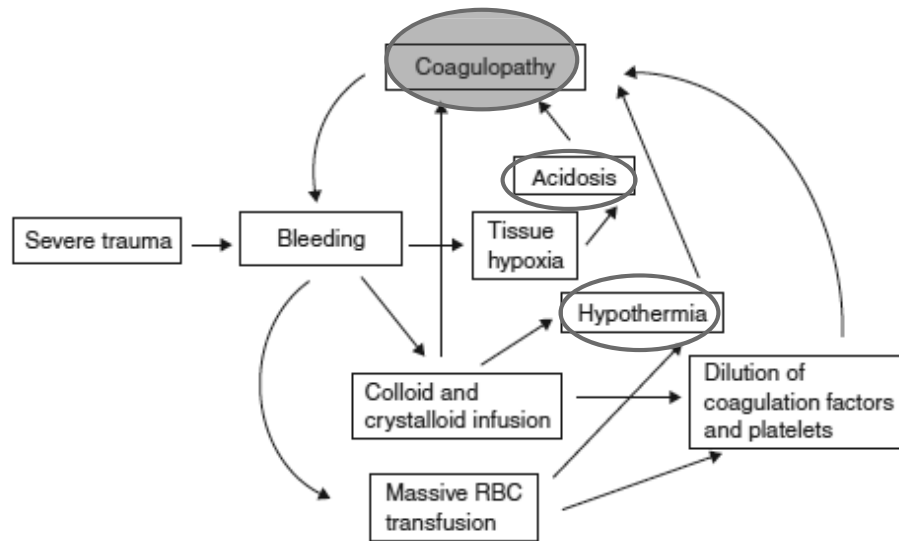 Coagulopathy
Acidosis
Severe trauma
Bleeding
Tissue
hypoxia
Hypothermia
Colloid and
crystalloid infusion
Dilution of
coagulation factors
and platelets
Massive RBC
transfusion